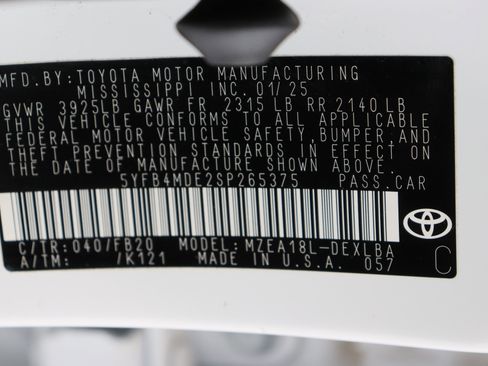 MFD. BY: TOYOTA MOTOR MANUFACTURING
MISSISSIPPI INC. 01/25
GVWR 3925LB GAWR FR 2315 LB RR 2140 LB
THIS VEHICLE CONFORMS TO ALL APPLICABLE
FEDERAL MOTOR VEHICLE SAFETY, BUMPER, AND
THEFT PREVENTION STANDARDS IN EFFECT ON
THE DATE OF MANUFACTURE SHOWN ABOVE.
5YFB4MDE2SP265375 PASS.CAR
C/TR: 040/FB20 MODEL: MZEA18L-DEXLBA
A/TM: /K121 MADE IN U.S.A. 057 C